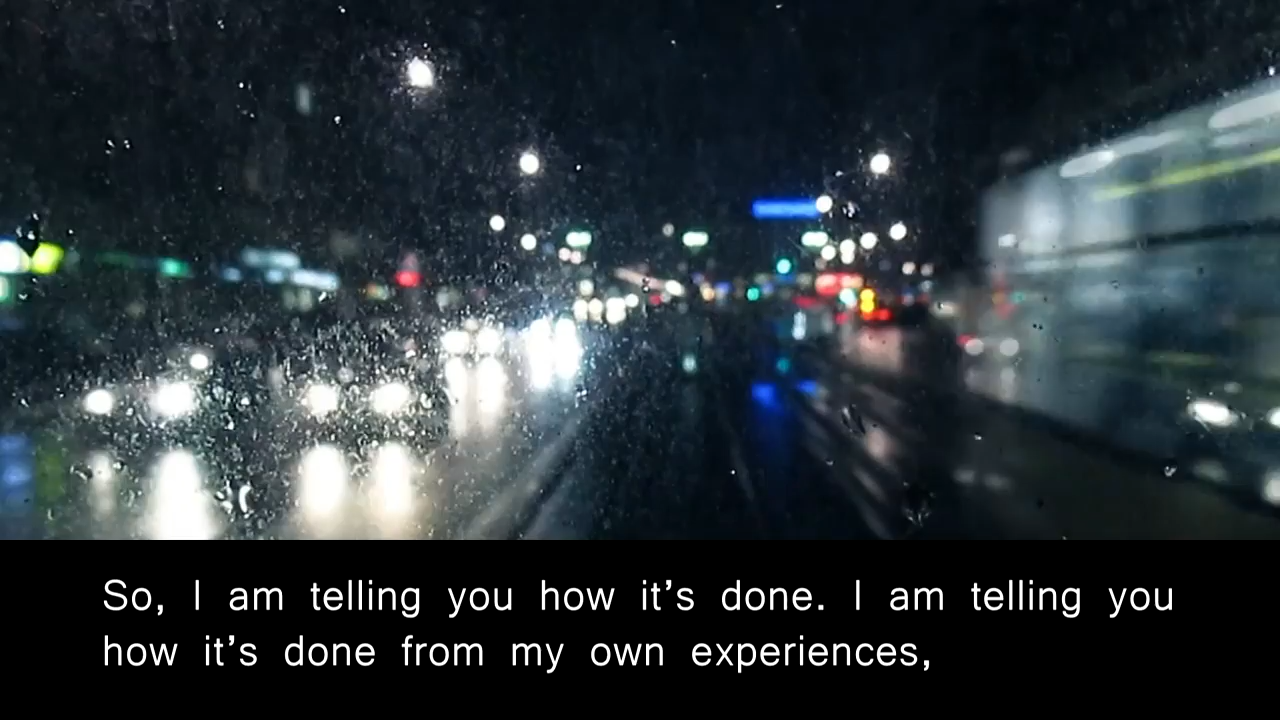 So, I am telling you how it’s done. I am telling you
how it’s done from my own experiences,